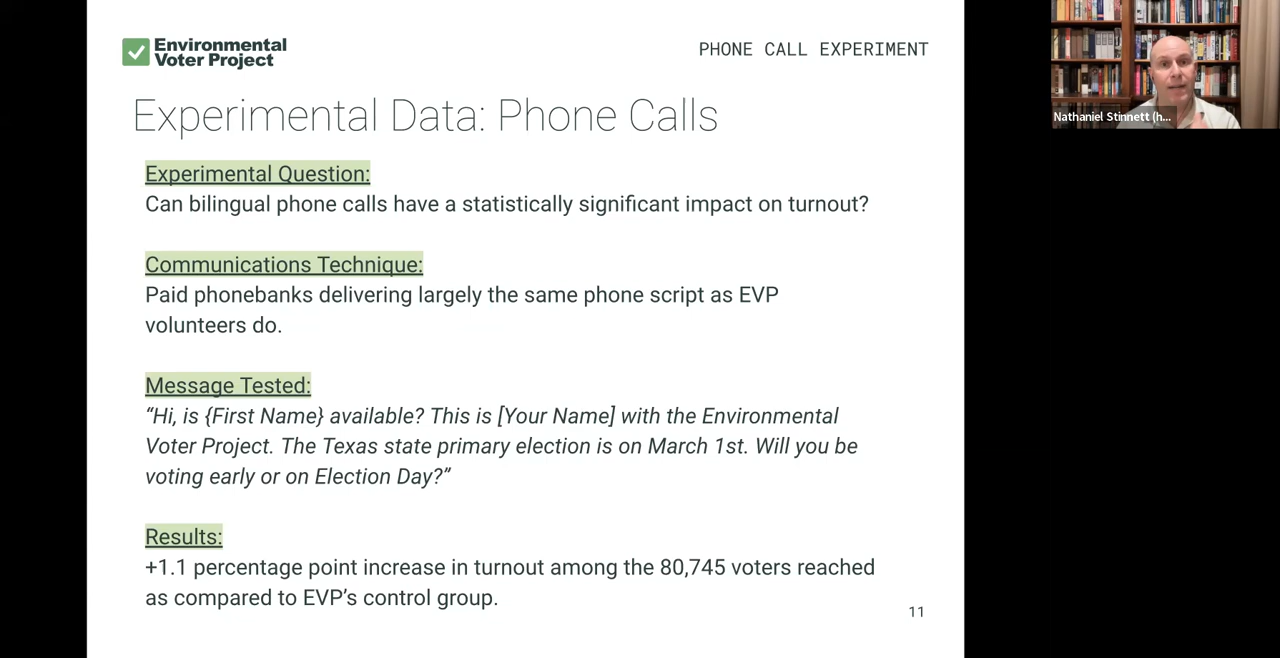 Environmental
Voter Project
PHONE CALL EXPERIMENT
Experimental Data: Phone Calls
Experimental Question:
Can bilingual phone calls have a statistically significant impact on turnout?
Communications Technique:
Paid phonebanks delivering largely the same phone script as EVP
volunteers do.
Message Tested:
“Hi, is {First Name} available? This is [Your Name] with the Environmental
Voter Project. The Texas state primary election is on March 1st. Will you be
voting early or on Election Day?”
Results:
+1.1 percentage point increase in turnout among the 80,745 voters reached
as compared to EVP’s control group.
11
Nathaniel Stinnett (h...